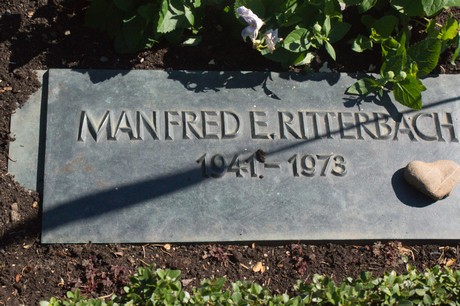 MANFRED E. RITTERBACH
1941 - 1973